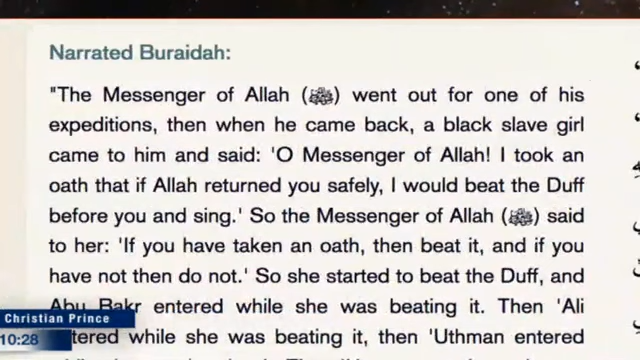 Narrated Buraidah:
"The Messenger of Allah (ﷺ) went out for one of his
expeditions, then when he came back, a black slave girl
came to him and said: 'O Messenger of Allah! I took an
oath that if Allah returned you safely, I would beat the Duff
before you and sing.' So the Messenger of Allah (ﷺ) said
to her: 'If you have taken an oath, then beat it, and if you
have not then do not.' So she started to beat the Duff, and
Abu Bakr entered while she was beating it. Then 'Ali
entered while she was beating it, then 'Uthman entered
Christian Prince
10:28